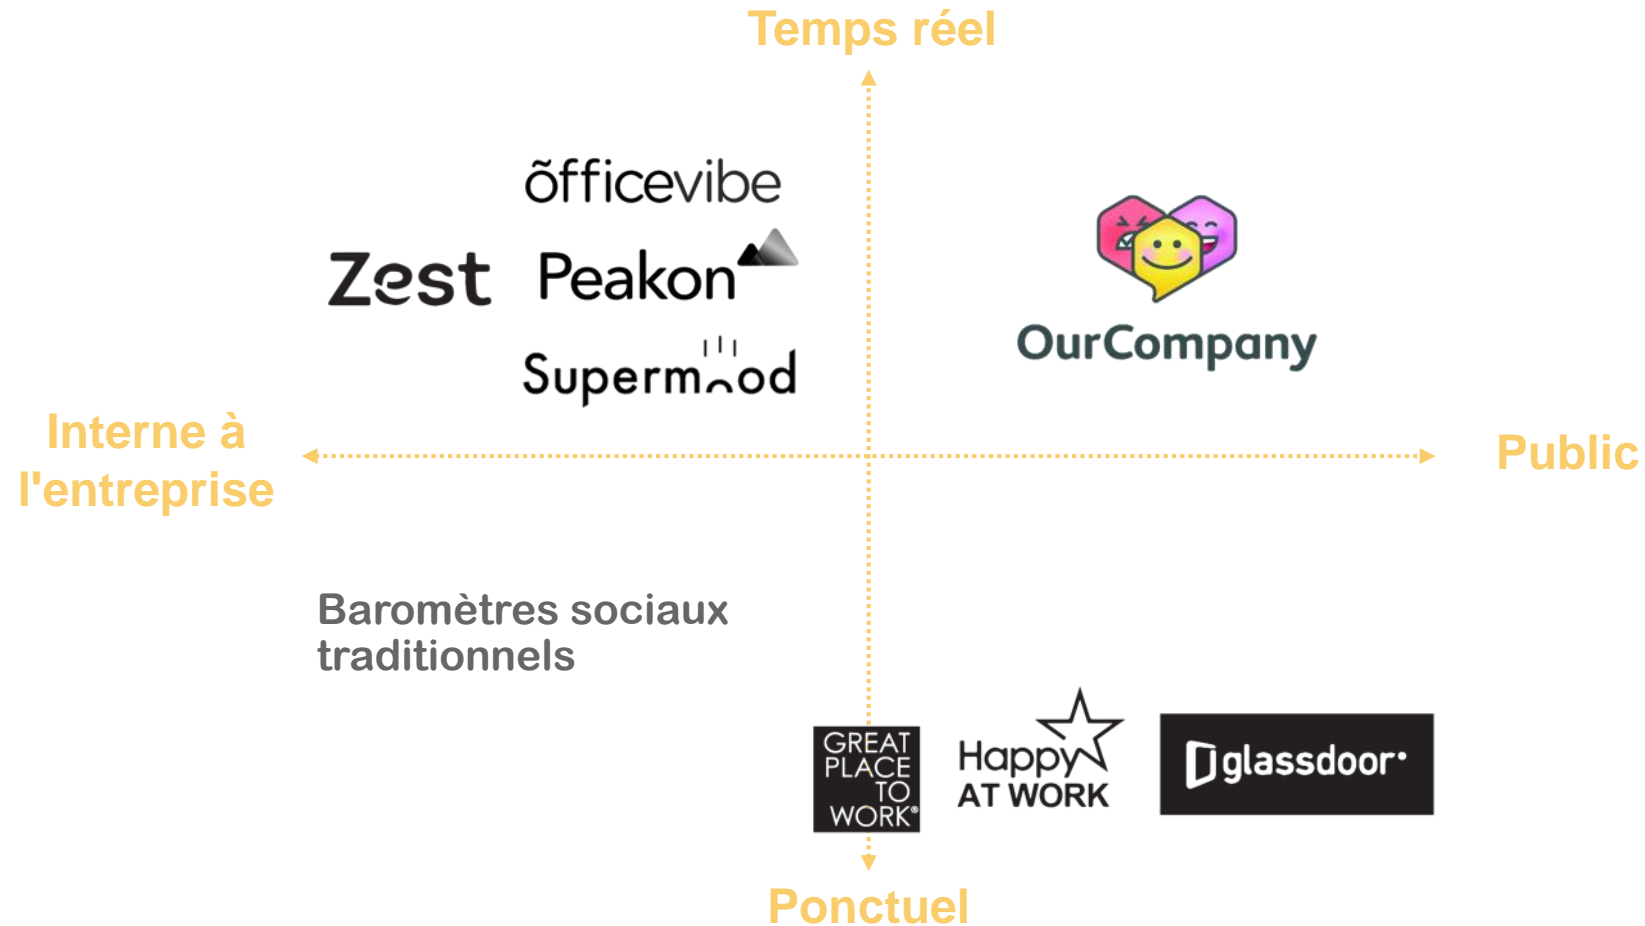 Temps réel
õfficevibe
Zest
Peakon
Supermood
OurCompany
Interne à
l'entreprise
Public
Baromètres sociaux
traditionnels
GREAT
PLACE
TO
WORK®
Happy
AT WORK
glassdoor
Ponctuel